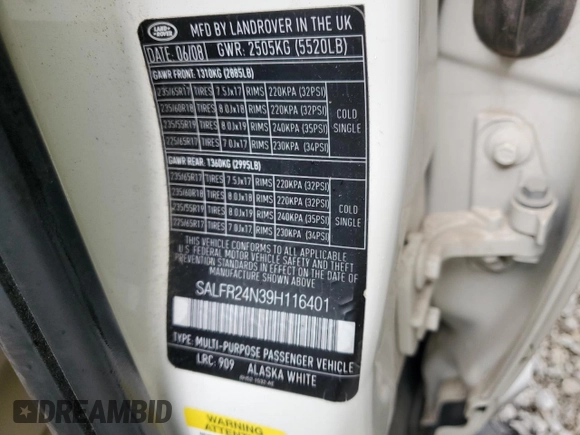 LAND ROVER
MFD BY LANDROVER IN THE UK
DATE: 06/08 GWR: 2505KG (5520LB)
GAWR FRONT: 1310KG (2885LB)
235/65R17 TIRES 7.5Jx17 RIMS 220KPA (32PSI)
235/60R18 TIRES 8.0Jx18 RIMS 220KPA (32PSI)
235/55R19 TIRES 8.0Jx19 RIMS 240KPA (35PSI)
225/65R17 TIRES 7.0Jx17 RIMS 230KPA (34PSI)
COLD
SINGLE
GAWR REAR: 1360KG (2995LB)
235/65R17 TIRES 7.5Jx17 RIMS 220KPA (32PSI)
235/60R18 TIRES 8.0Jx18 RIMS 220KPA (32PSI)
235/55R19 TIRES 8.0Jx19 RIMS 240KPA (35PSI)
225/65R17 TIRES 7.0Jx17 RIMS 230KPA (34PSI)
COLD
SINGLE
THIS VEHICLE CONFORMS TO ALL APPLICABLE
U.S FEDERAL MOTOR VEHICLE SAFETY AND THEFT
PREVENTION STANDARDS IN EFFECT ON THE DATE OF
MANUFACTURE SHOWN ABOVE
SALFR24N39H116401
TYPE: MULTI-PURPOSE PASSENGER VEHICLE
LRC: 909 ALASKA WHITE
WARNING
DREAMBID